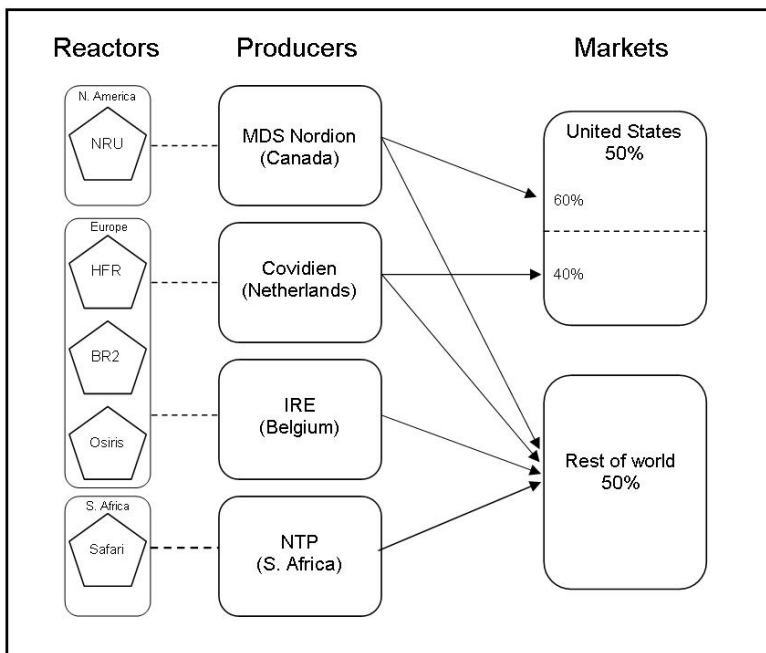 Reactors
Producers
Markets
N. America
NRU
Europe
HFR
BR2
Osiris
S. Africa
Safari
MDS Nordion
(Canada)
Covidien
(Netherlands)
IRE
(Belgium)
NTP
(S. Africa)
United States
50%
60%
40%
Rest of world
50%